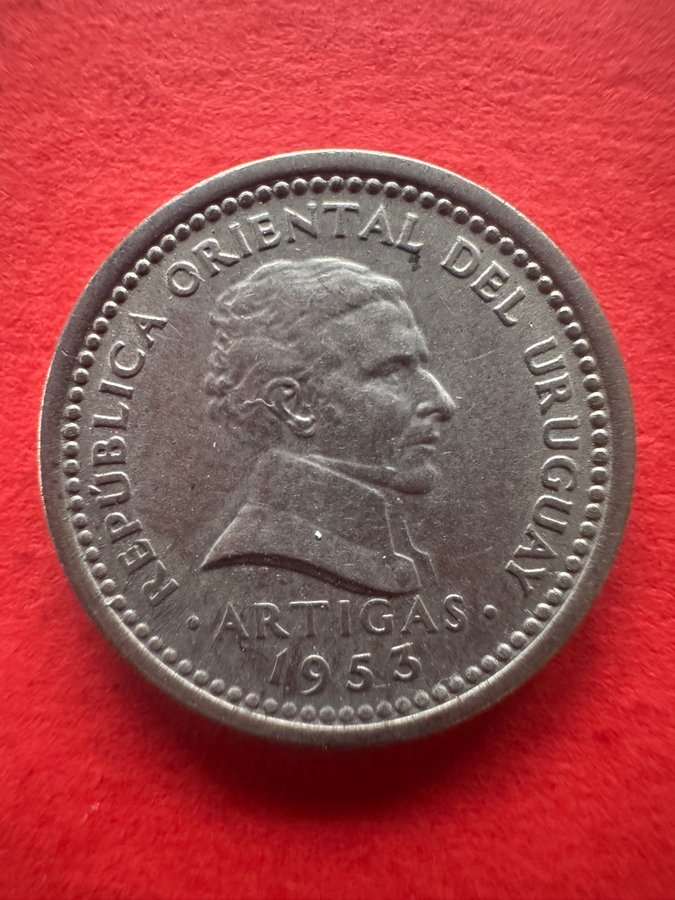 REPÚBLICA ORIENTAL DEL URUGUAY
· ARTIGAS ·
1953